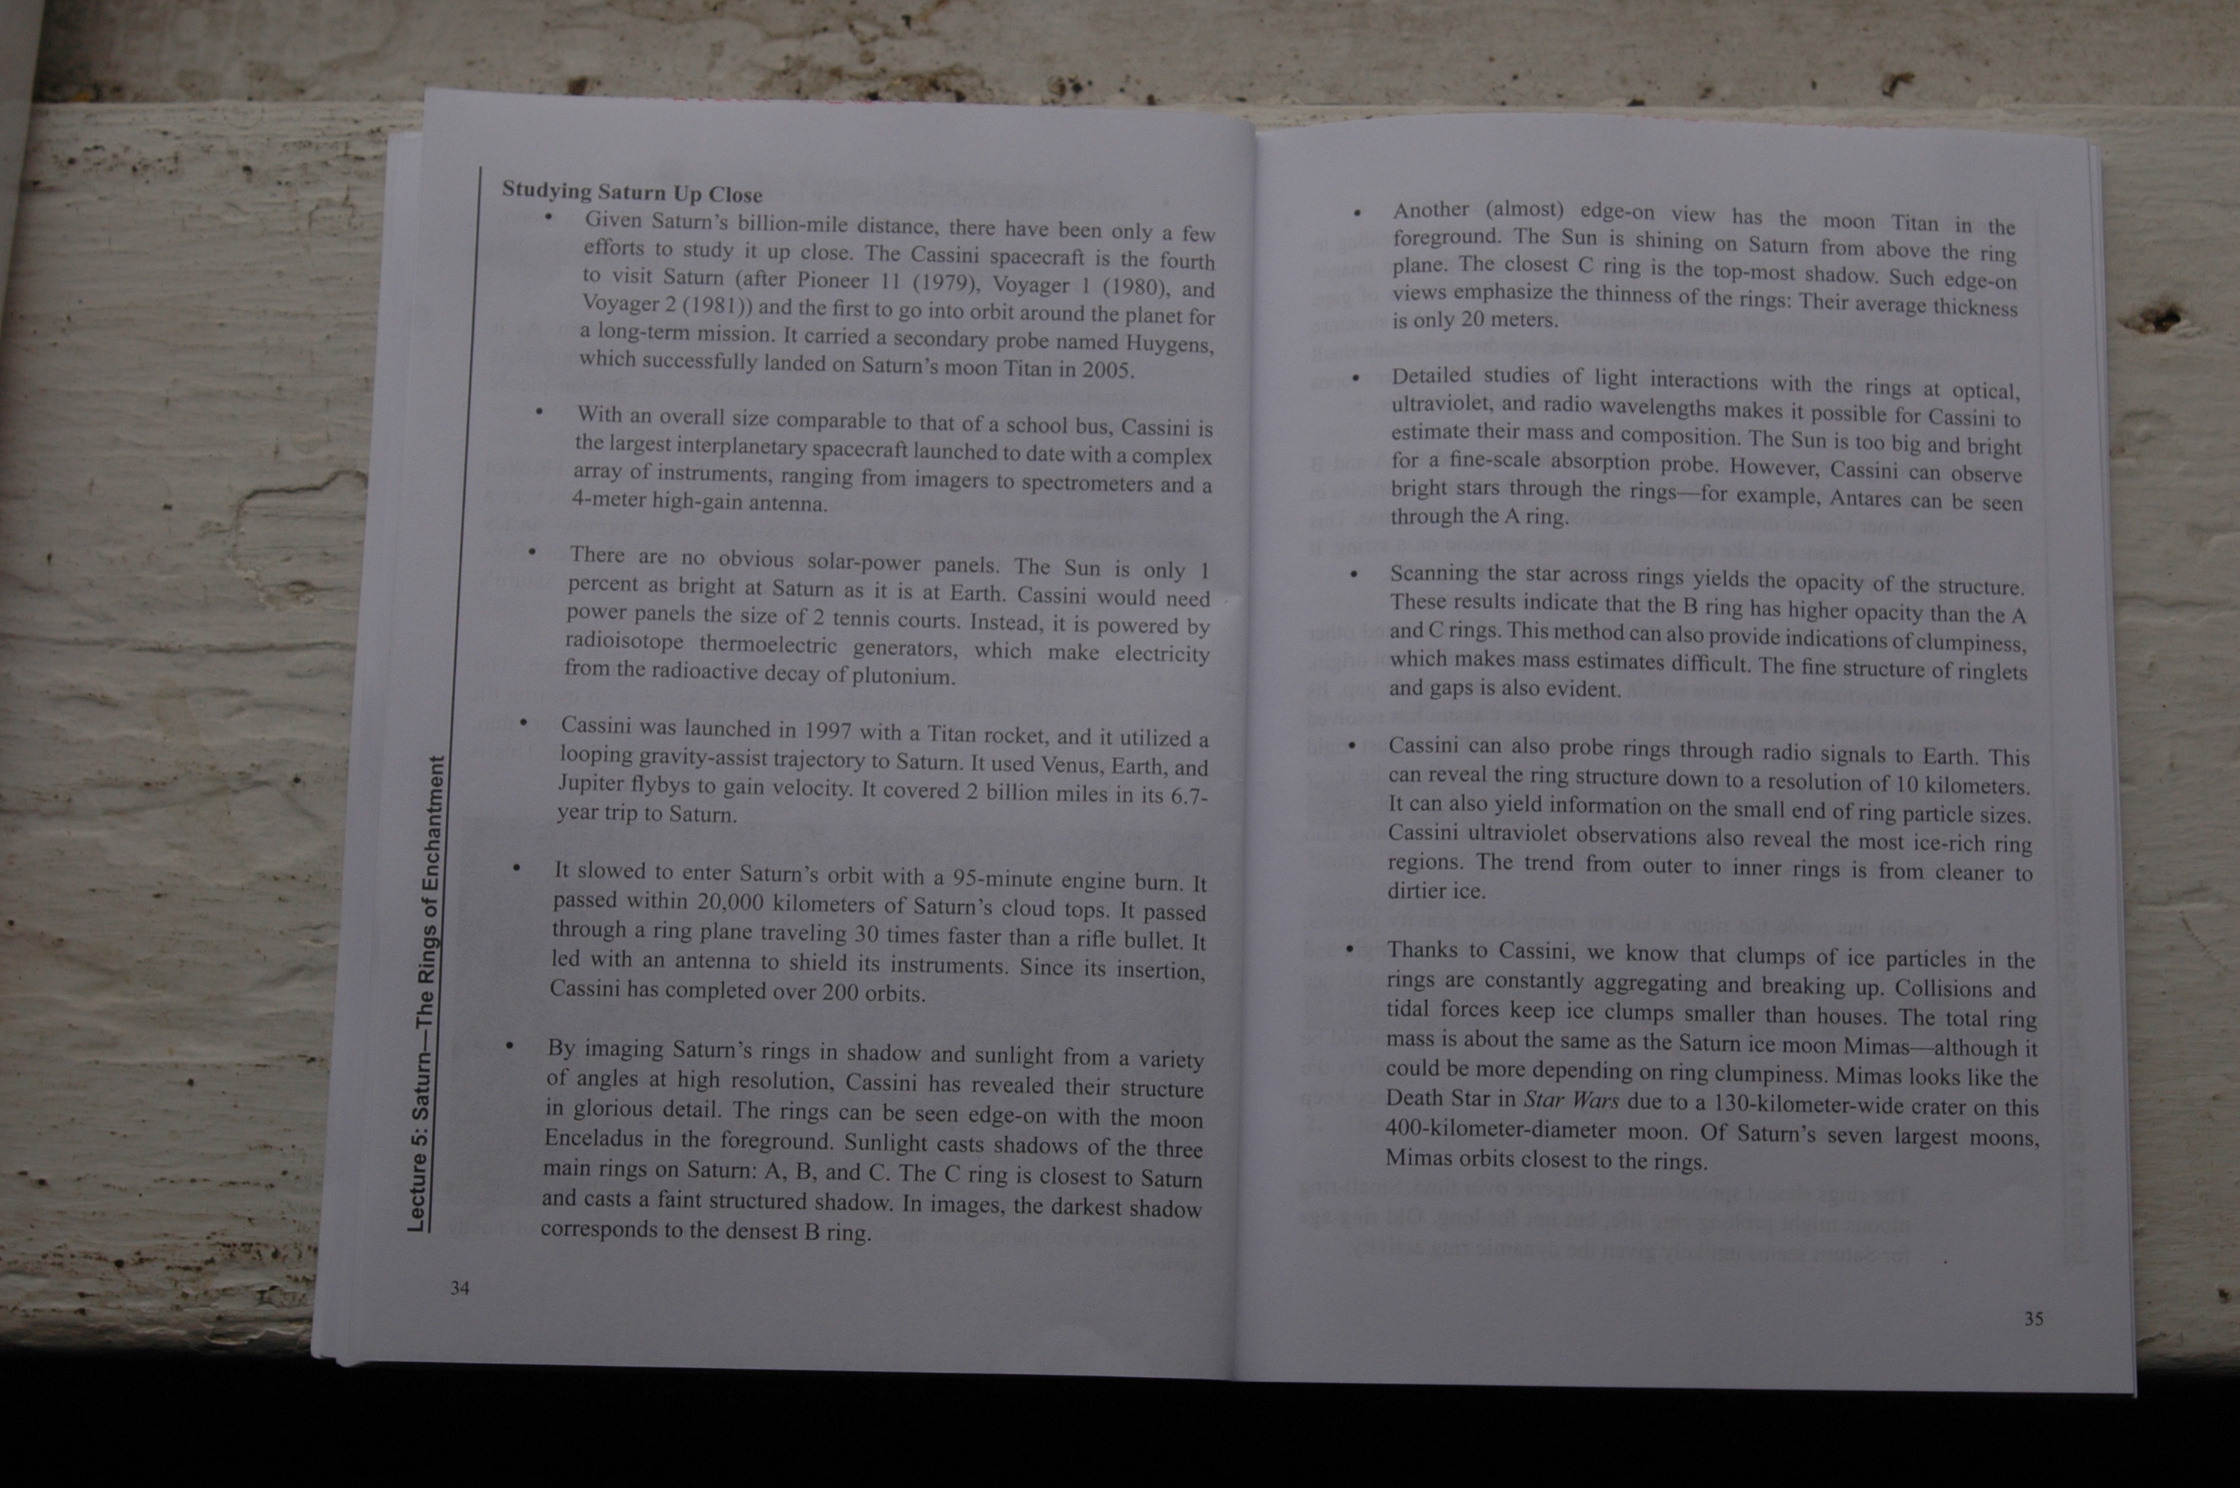 Lecture 5: Saturn—The Rings of Enchantment
Studying Saturn Up Close
• Given Saturn's billion-mile distance, there have been only a few
efforts to study it up close. The Cassini spacecraft is the fourth
to visit Saturn (after Pioneer 11 (1979), Voyager 1 (1980), and
Voyager 2 (1981)) and the first to go into orbit around the planet for
a long-term mission. It carried a secondary probe named Huygens,
which successfully landed on Saturn's moon Titan in 2005.
• With an overall size comparable to that of a school bus, Cassini is
the largest interplanetary spacecraft launched to date with a complex
array of instruments, ranging from imagers to spectrometers and a
4-meter high-gain antenna.
• There are no obvious solar-power panels. The Sun is only 1
percent as bright at Saturn as it is at Earth. Cassini would need
power panels the size of 2 tennis courts. Instead, it is powered by
radioisotope thermoelectric generators, which make electricity
from the radioactive decay of plutonium.
• Cassini was launched in 1997 with a Titan rocket, and it utilized a
looping gravity-assist trajectory to Saturn. It used Venus, Earth, and
Jupiter flybys to gain velocity. It covered 2 billion miles in its 6.7-
year trip to Saturn.
• It slowed to enter Saturn's orbit with a 95-minute engine burn. It
passed within 20,000 kilometers of Saturn's cloud tops. It passed
through a ring plane traveling 30 times faster than a rifle bullet. It
led with an antenna to shield its instruments. Since its insertion,
Cassini has completed over 200 orbits.
• By imaging Saturn's rings in shadow and sunlight from a variety
of angles at high resolution, Cassini has revealed their structure
in glorious detail. The rings can be seen edge-on with the moon
Enceladus in the foreground. Sunlight casts shadows of the three
main rings on Saturn: A, B, and C. The C ring is closest to Saturn
and casts a faint structured shadow. In images, the darkest shadow
corresponds to the densest B ring.
34
• Another (almost) edge-on view has the moon Titan in the
foreground. The Sun is shining on Saturn from above the ring
plane. The closest C ring is the top-most shadow. Such edge-on
views emphasize the thinness of the rings: Their average thickness
is only 20 meters.
• Detailed studies of light interactions with the rings at optical,
ultraviolet, and radio wavelengths makes it possible for Cassini to
estimate their mass and composition. The Sun is too big and bright
for a fine-scale absorption probe. However, Cassini can observe
bright stars through the rings—for example, Antares can be seen
through the A ring.
• Scanning the star across rings yields the opacity of the structure.
These results indicate that the B ring has higher opacity than the A
and C rings. This method can also provide indications of clumpiness,
which makes mass estimates difficult. The fine structure of ringlets
and gaps is also evident.
• Cassini can also probe rings through radio signals to Earth. This
can reveal the ring structure down to a resolution of 10 kilometers.
It can also yield information on the small end of ring particle sizes.
Cassini ultraviolet observations also reveal the most ice-rich ring
regions. The trend from outer to inner rings is from cleaner to
dirtier ice.
• Thanks to Cassini, we know that clumps of ice particles in the
rings are constantly aggregating and breaking up. Collisions and
tidal forces keep ice clumps smaller than houses. The total ring
mass is about the same as the Saturn ice moon Mimas—although it
could be more depending on ring clumpiness. Mimas looks like the
Death Star in Star Wars due to a 130-kilometer-wide crater on this
400-kilometer-diameter moon. Of Saturn's seven largest moons,
Mimas orbits closest to the rings.
35